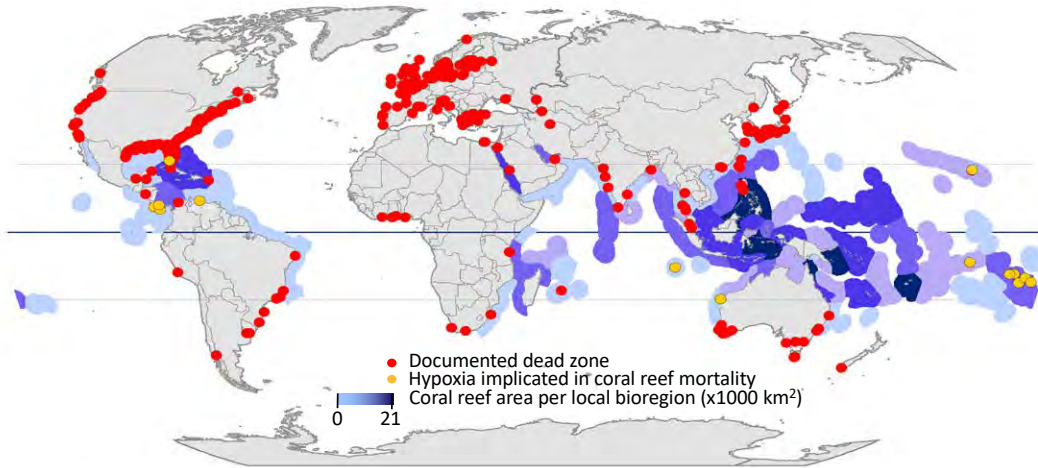 Documented dead zone
Hypoxia implicated in coral reef mortality
Coral reef area per local bioregion (x1000 km²)
0 21